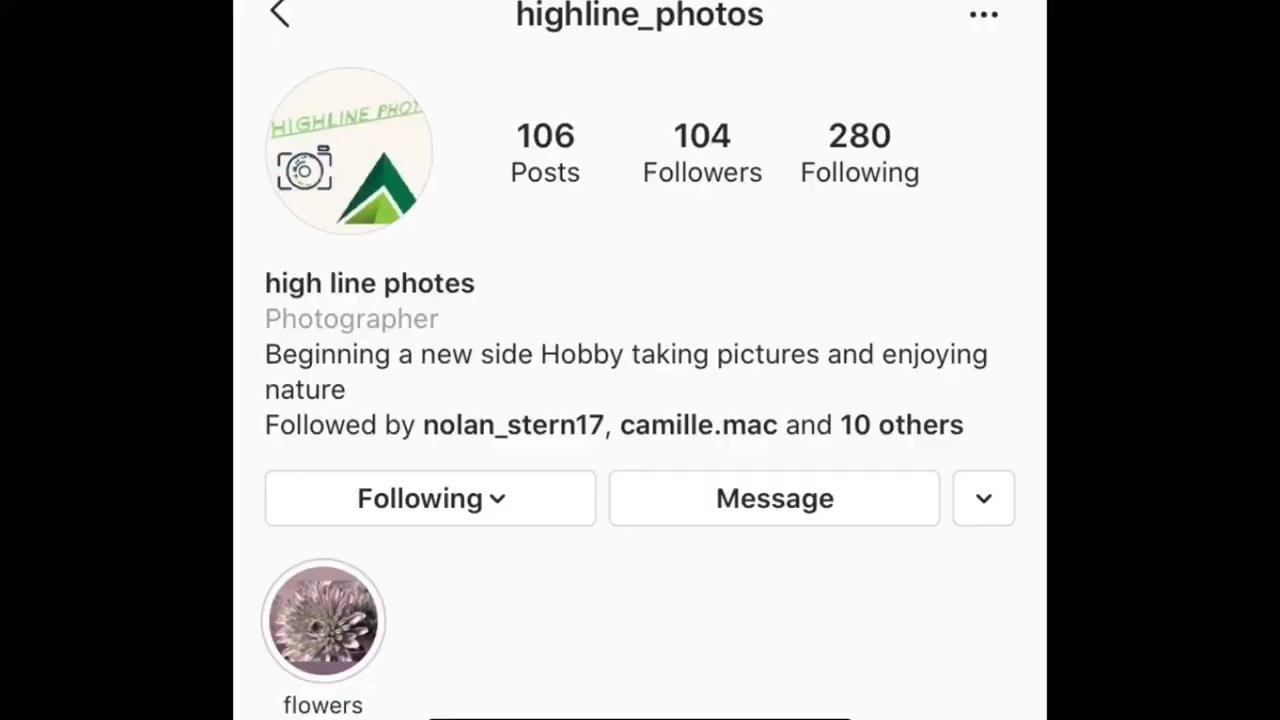 highline_photos
HIGHLINE PHOT
106 104 280
Posts Followers Following
high line photes
Photographer
Beginning a new side Hobby taking pictures and enjoying
nature
Followed by nolan_stern17, camille.mac and 10 others
Following Message
flowers